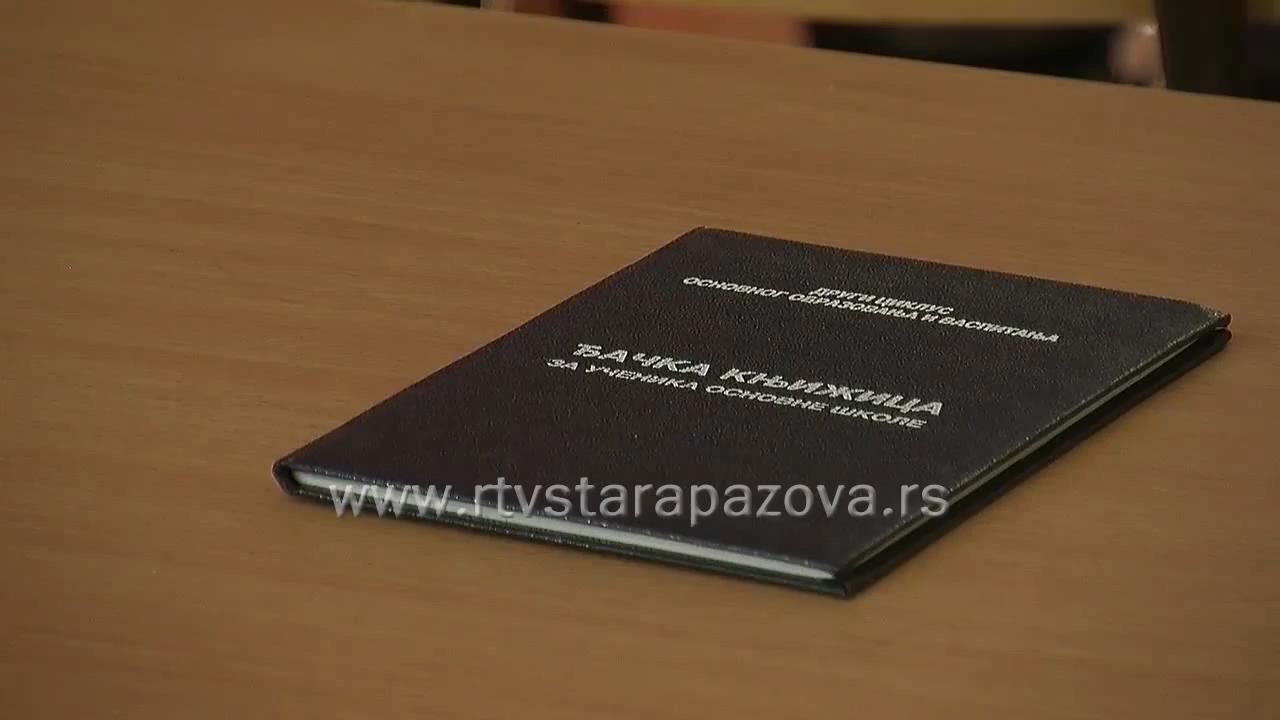 ДРУГИ ЦИКЛУС
ОСНОВНОГ ОБРАЗОВАЊА И ВАСПИТАЊА
ЂАЧКА КЊИЖИЦА
ЗА УЧЕНИКА ОСНОВНЕ ШКОЛЕ
www.rtvstarapazova.rs